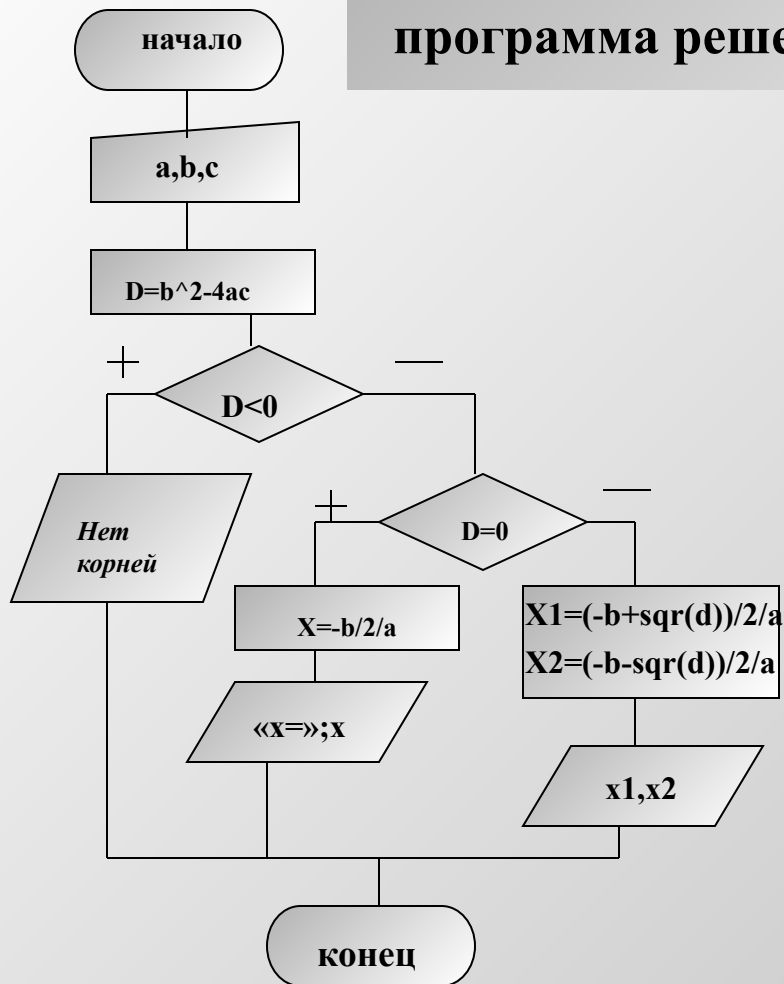 программа реше
начало
a,b,c
D=b^2-4ac
D<0
Нет
корней
D=0
X=-b/2/a
X1=(-b+sqr(d))/2/a
X2=(-b-sqr(d))/2/a
«x=»;x
x1,x2
конец